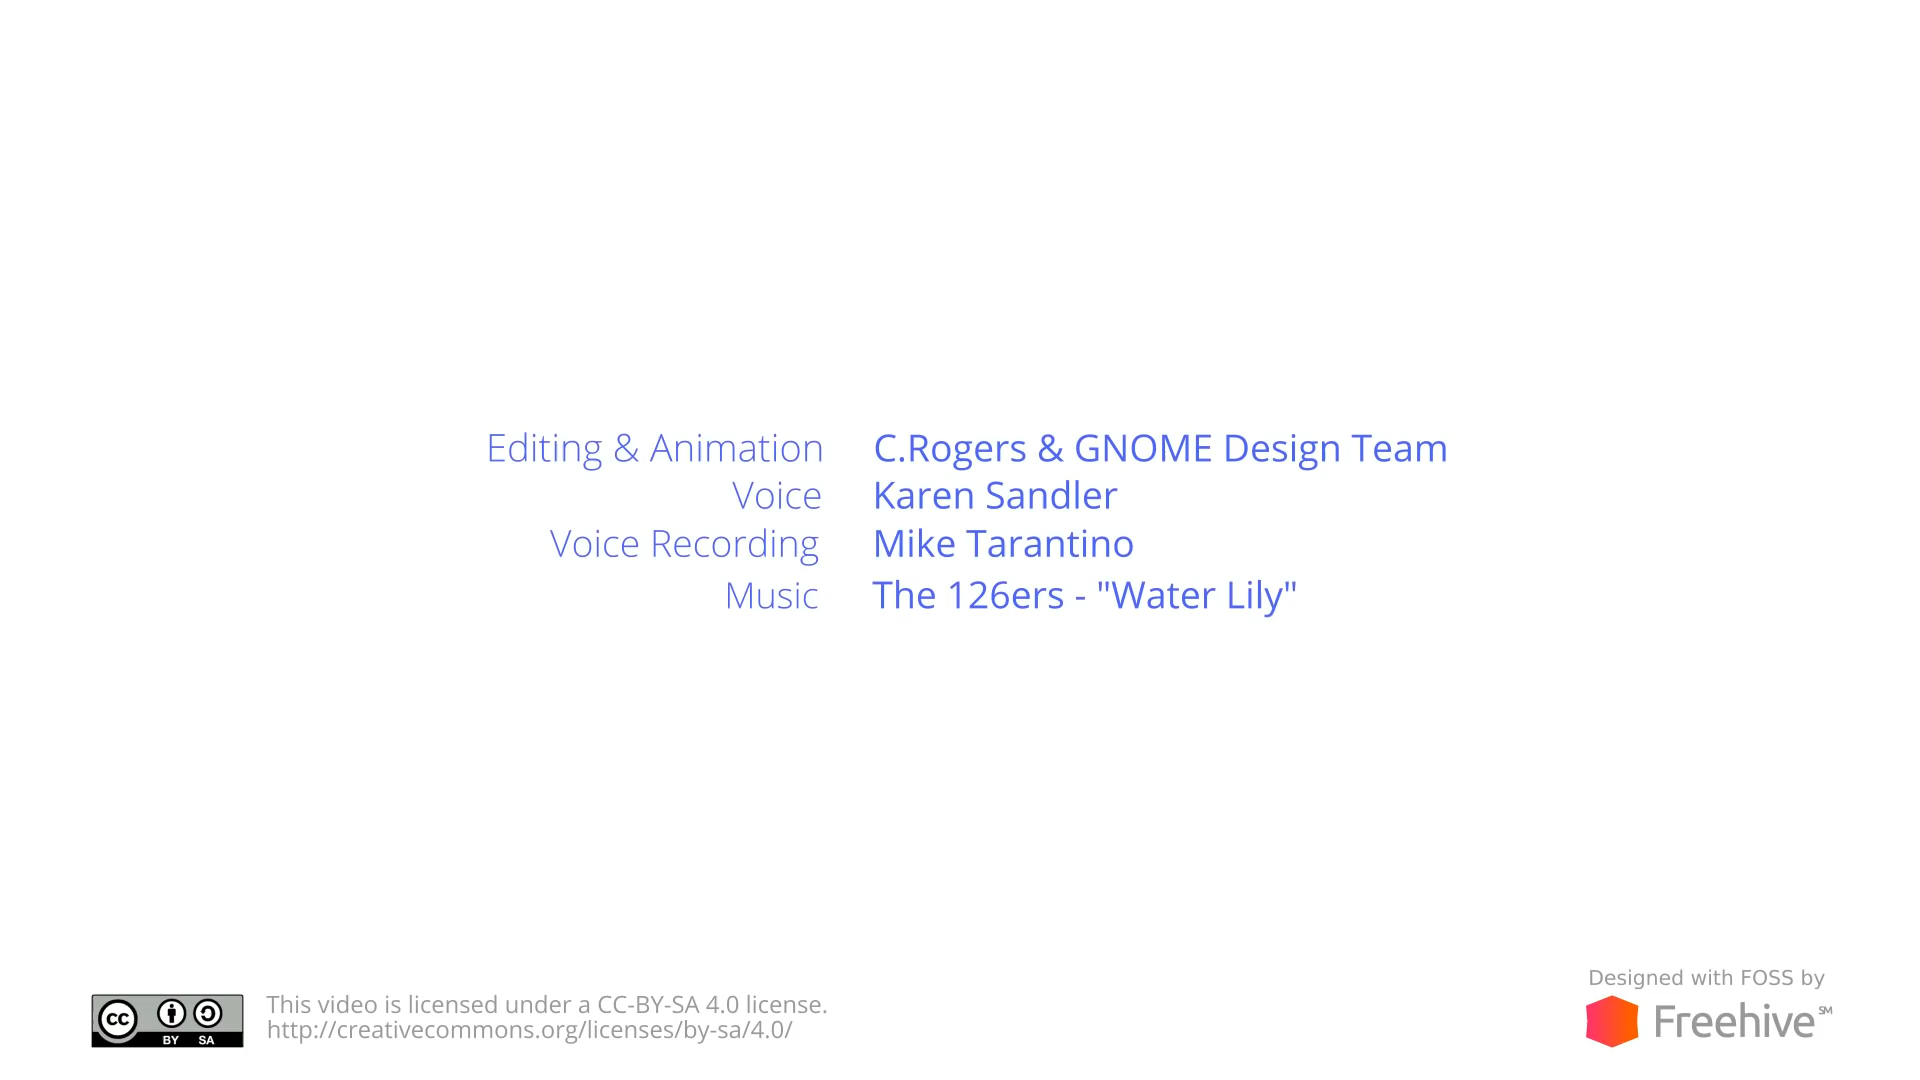 Editing & Animation C.Rogers & GNOME Design Team
Voice Karen Sandler
Voice Recording Mike Tarantino
Music The 126ers - "Water Lily"
Designed with FOSS by
Freehive℠
cc BY SA
This video is licensed under a CC-BY-SA 4.0 license.
http://creativecommons.org/licenses/by-sa/4.0/